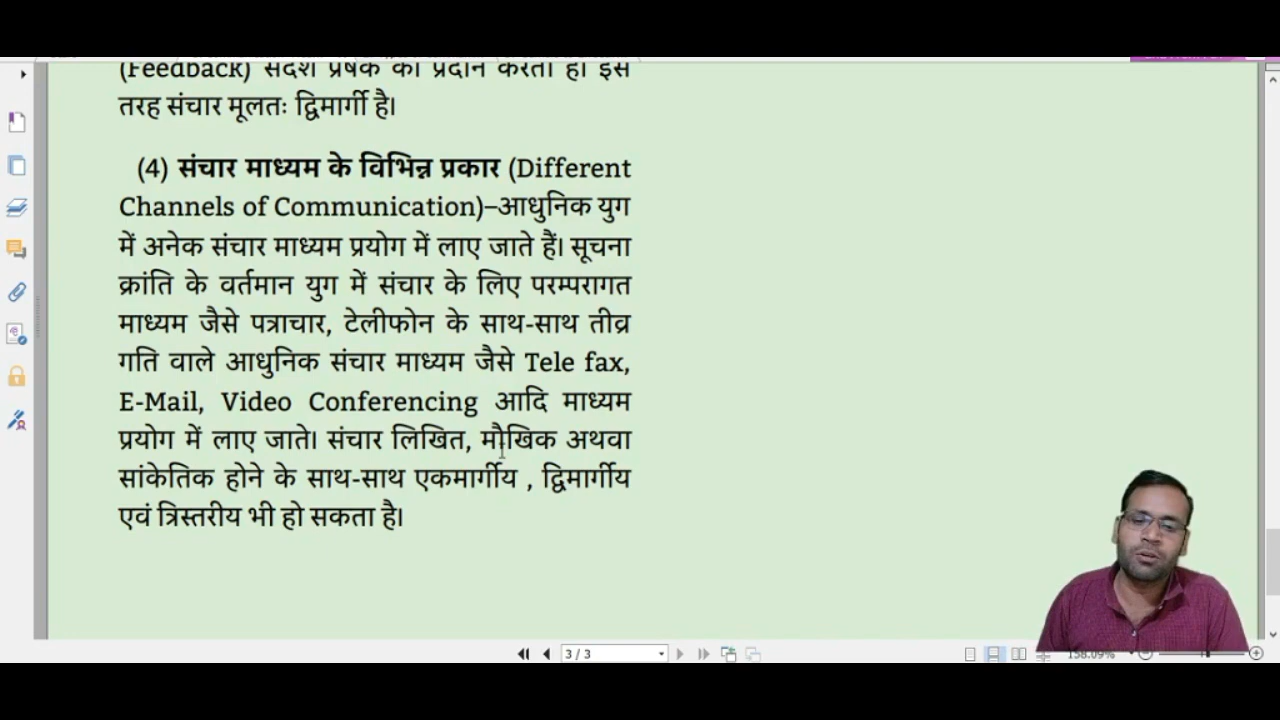 (Feedback) संदेश प्रेषक को प्रदान करता है। इस
तरह संचार मूलतः द्विमार्गी है।
(4) संचार माध्यम के विभिन्न प्रकार (Different
Channels of Communication)–आधुनिक युग
में अनेक संचार माध्यम प्रयोग में लाए जाते हैं। सूचना
क्रांति के वर्तमान युग में संचार के लिए परम्परागत
माध्यम जैसे पत्राचार, टेलीफोन के साथ-साथ तीव्र
गति वाले आधुनिक संचार माध्यम जैसे Tele fax,
E-Mail, Video Conferencing आदि माध्यम
प्रयोग में लाए जाते। संचार लिखित, मौखिक अथवा
सांकेतिक होने के साथ-साथ एकमार्गीय , द्विमार्गीय
एवं त्रिस्तरीय भी हो सकता है।
3 / 3
158.09%